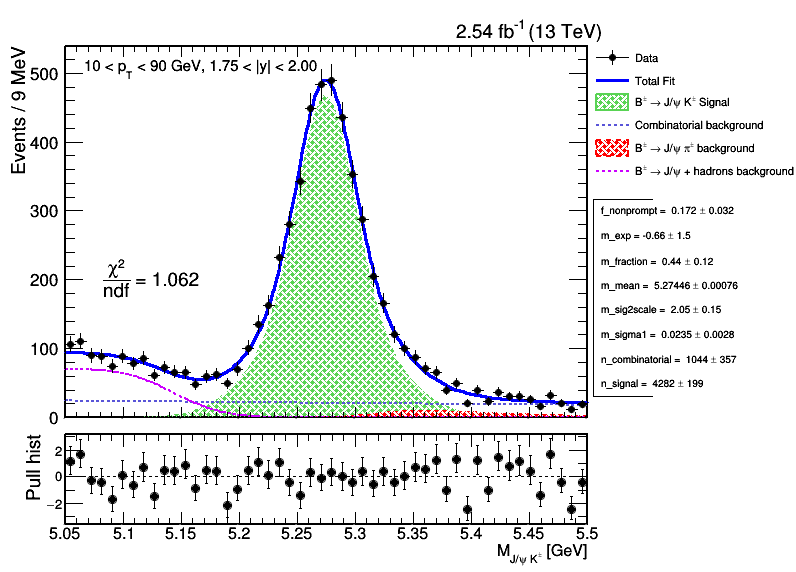 2.54 fb⁻¹ (13 TeV)
Events / 9 MeV
10 < p_T < 90 GeV, 1.75 < |y| < 2.00
500
400
300
200
100
0
χ²/ndf = 1.062
Data
Total Fit
B^± → J/ψ K^± Signal
Combinatorial background
B^± → J/ψ π^± background
B^± → J/ψ + hadrons background
f_nonprompt = 0.172 ± 0.032
m_exp = -0.66 ± 1.5
m_fraction = 0.44 ± 0.12
m_mean = 5.27446 ± 0.00076
m_sig2scale = 2.05 ± 0.15
m_sigma1 = 0.0235 ± 0.0028
n_combinatorial = 1044 ± 357
n_signal = 4282 ± 199
Pull hist
2
0
−2
5.05 5.1 5.15 5.2 5.25 5.3 5.35 5.4 5.45 5.5
M_{J/ψ K^±} [GeV]